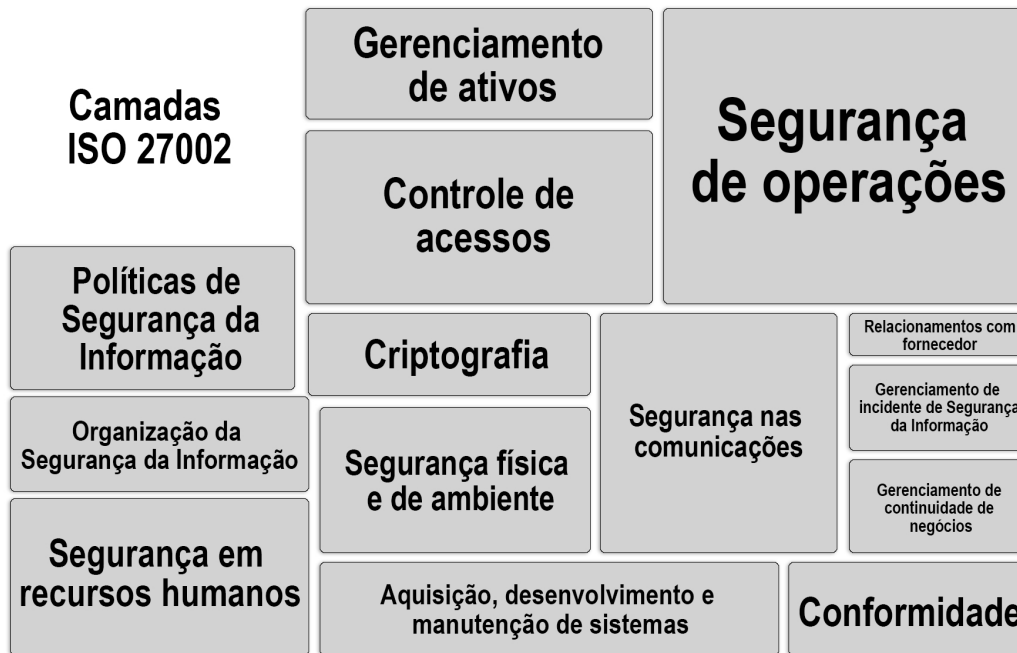 Camadas
ISO 27002
Gerenciamento
de ativos
Segurança
de operações
Controle de
acessos
Políticas de
Segurança da
Informação
Criptografia
Segurança nas
comunicações
Relacionamentos com
fornecedor
Gerenciamento de
incidente de Segurança
da Informação
Organização da
Segurança da Informação
Segurança física
e de ambiente
Gerenciamento de
continuidade de
negócios
Segurança em
recursos humanos
Aquisição, desenvolvimento e
manutenção de sistemas
Conformidade